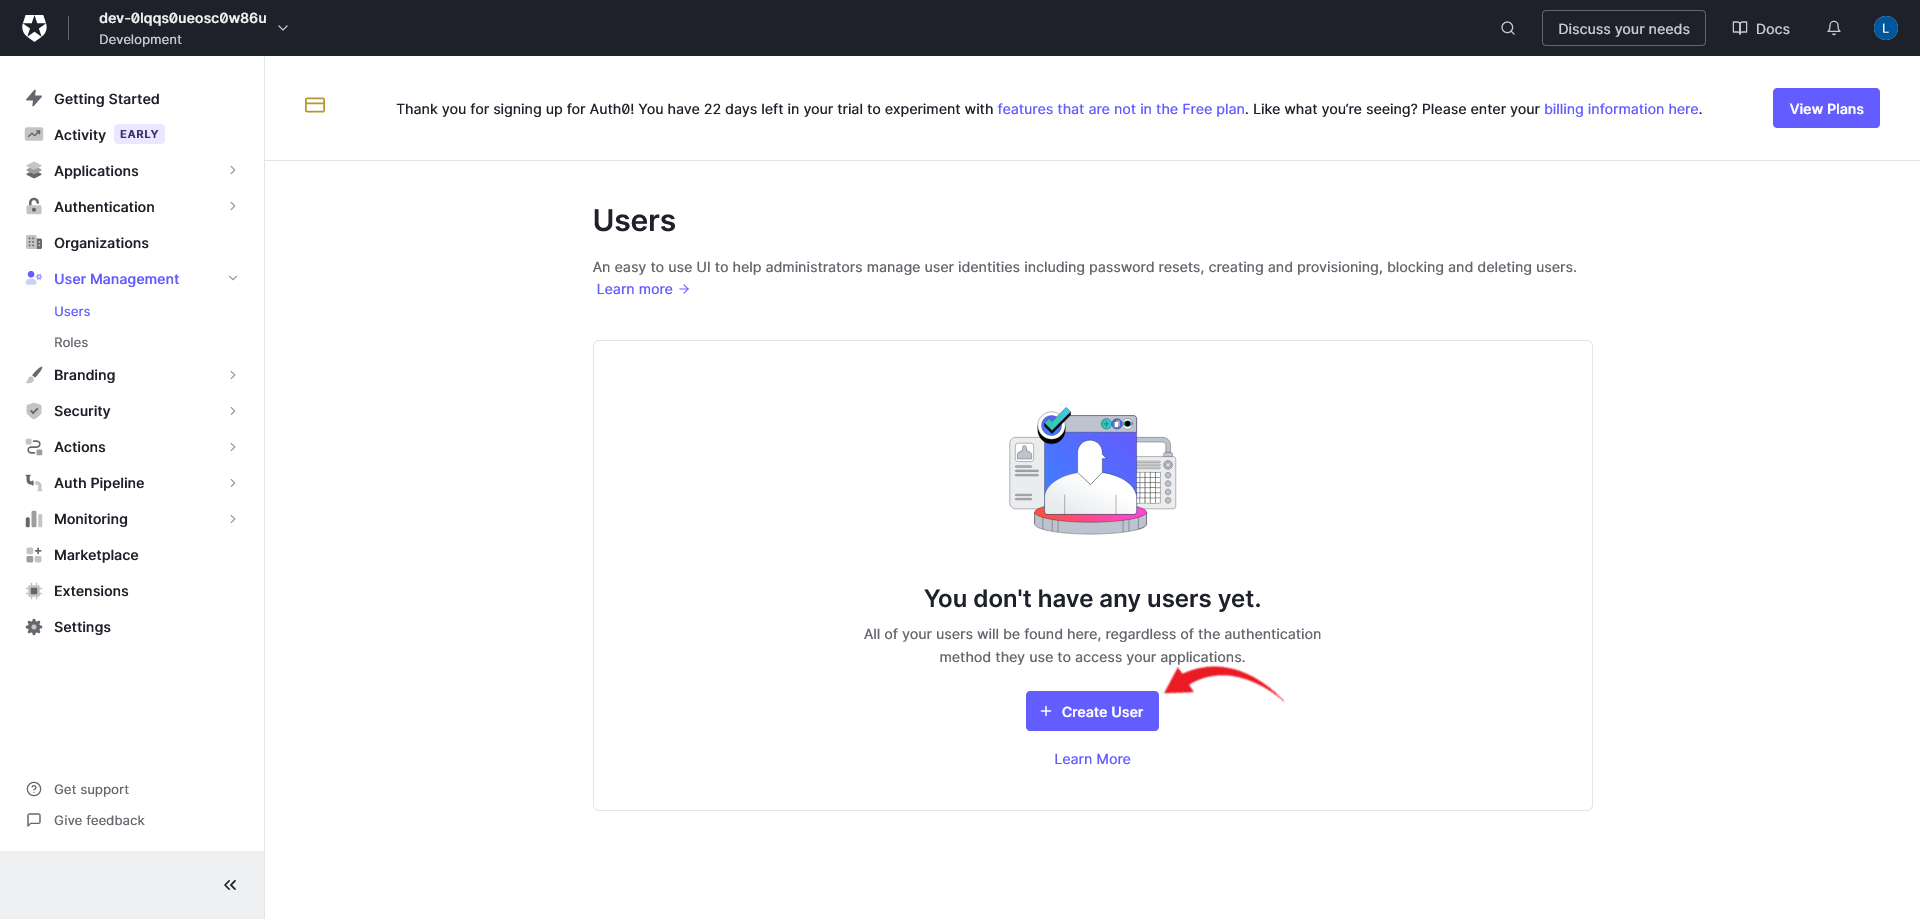 dev-0lqqs0ueosc0w86u
Development
Discuss your needs
Docs
L
Getting Started
Activity EARLY
Applications
Authentication
Organizations
User Management
Users
Roles
Branding
Security
Actions
Auth Pipeline
Monitoring
Marketplace
Extensions
Settings
Get support
Give feedback
Thank you for signing up for Auth0! You have 22 days left in your trial to experiment with features that are not in the Free plan. Like what you’re seeing? Please enter your billing information here.
View Plans
Users
An easy to use UI to help administrators manage user identities including password resets, creating and provisioning, blocking and deleting users.
Learn more →
You don't have any users yet.
All of your users will be found here, regardless of the authentication
method they use to access your applications.
+ Create User
Learn More